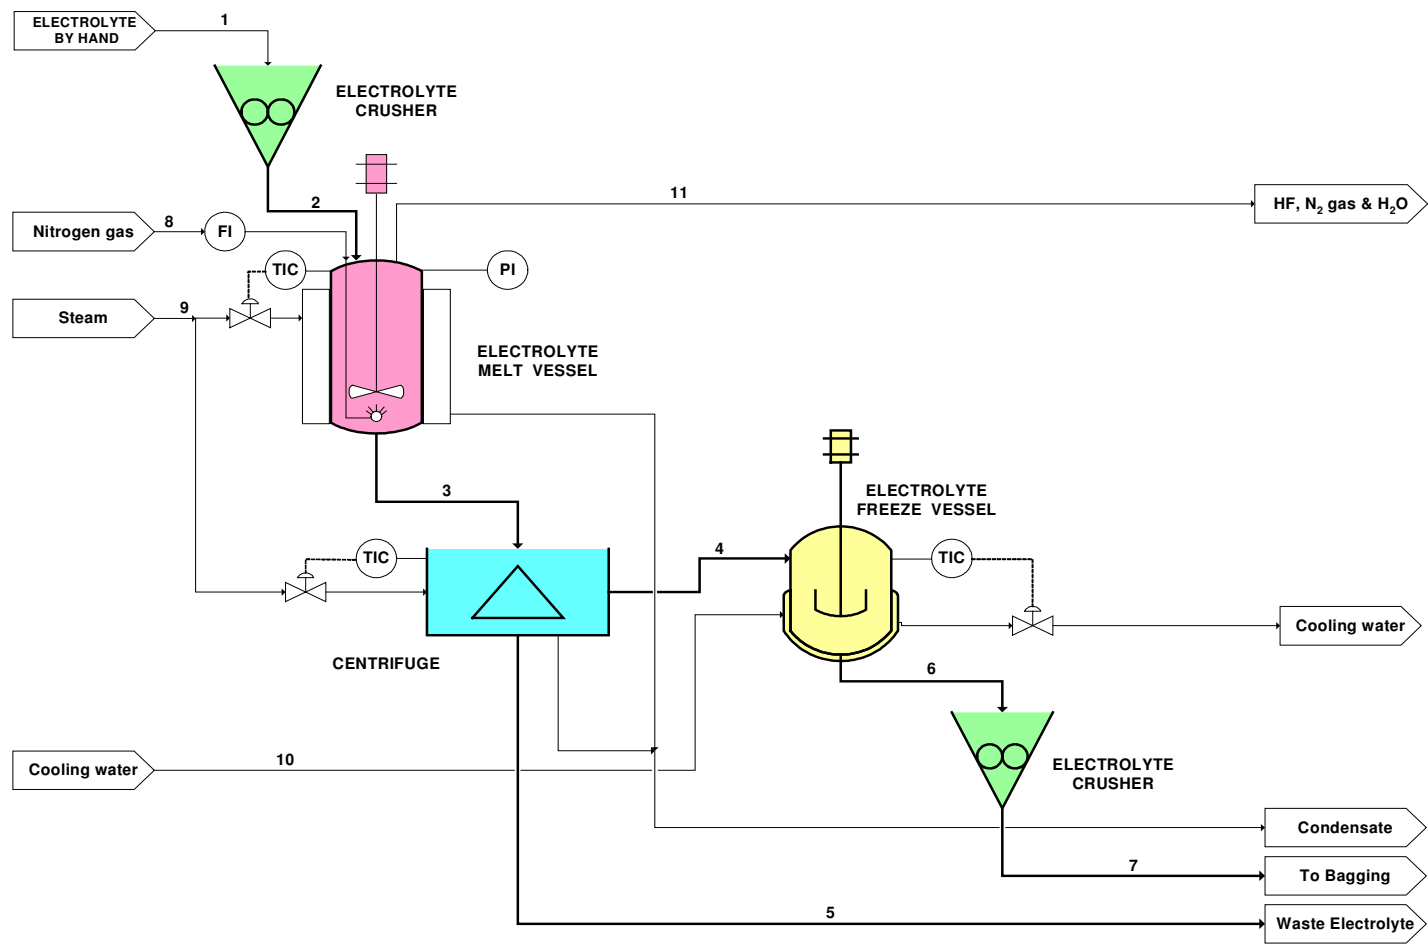 ELECTROLYTE
BY HAND
1
ELECTROLYTE
CRUSHER
2
11
HF, N₂ gas & H₂O
Nitrogen gas
8
FI
TIC
PI
Steam
9
ELECTROLYTE
MELT VESSEL
3
ELECTROLYTE
FREEZE VESSEL
TIC
4
TIC
Cooling water
CENTRIFUGE
6
Cooling water
10
ELECTROLYTE
CRUSHER
Condensate
7
To Bagging
5
Waste Electrolyte